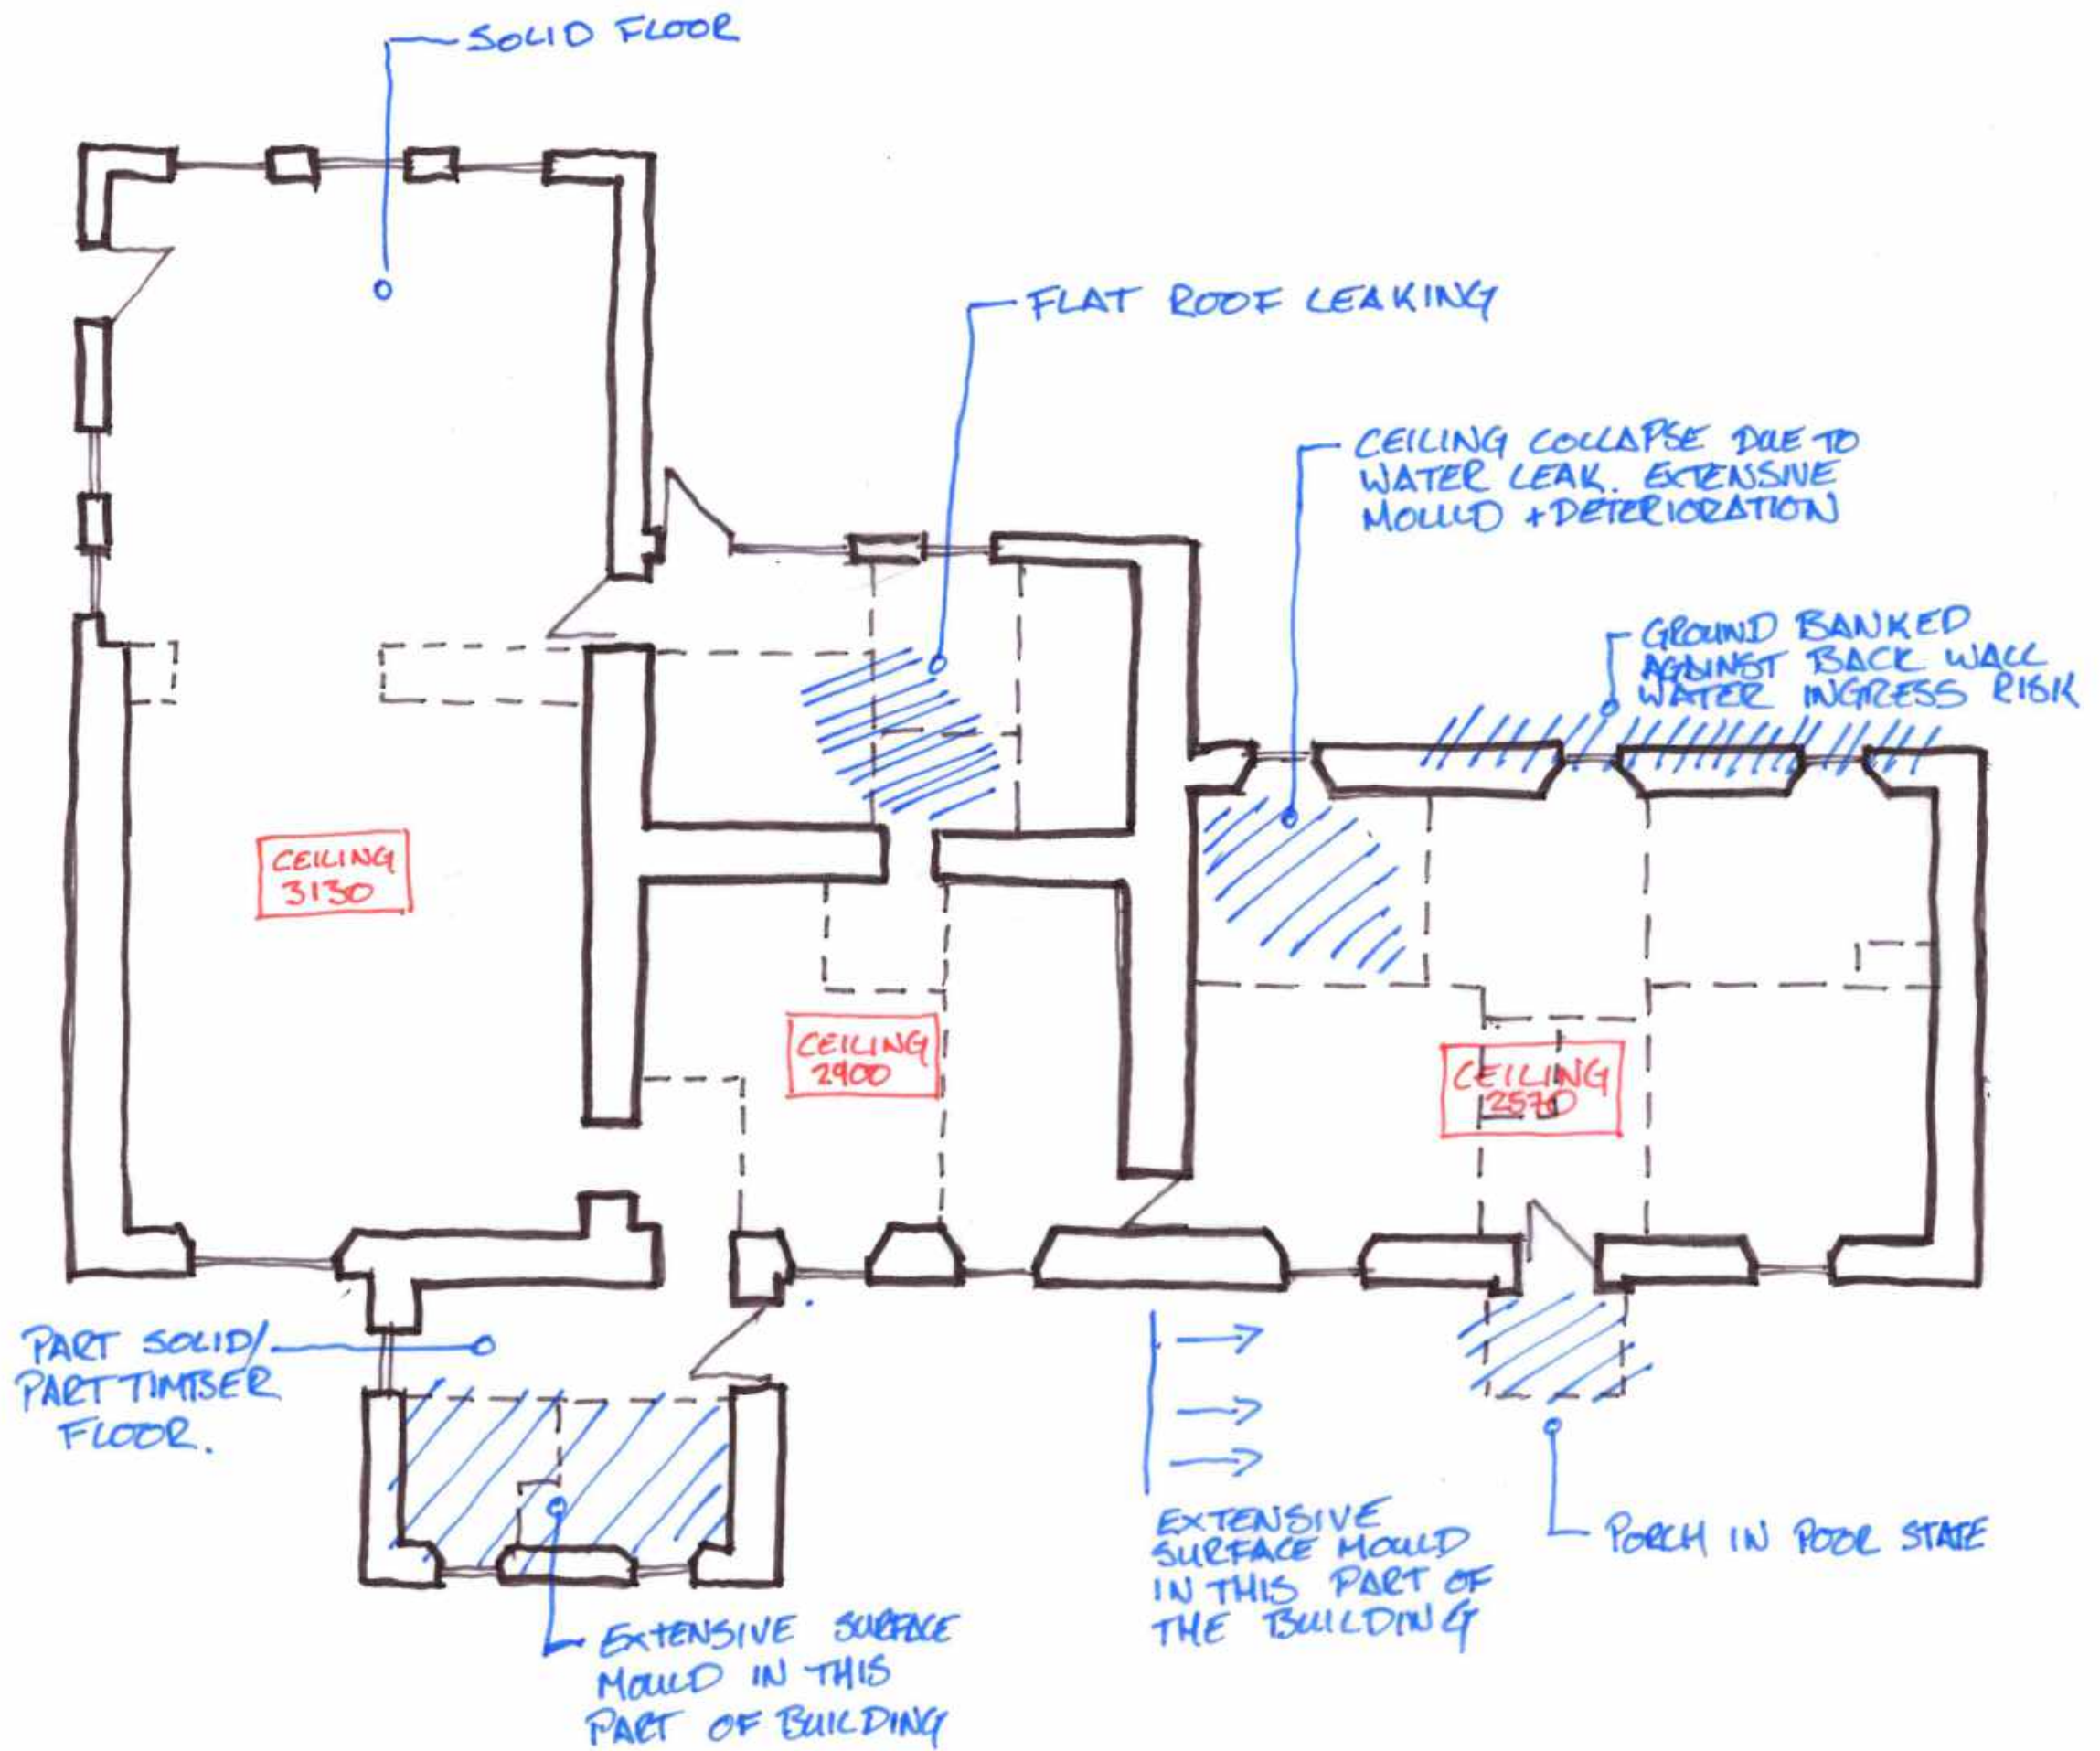 SOLID FLOOR
FLAT ROOF LEAKING
CEILING COLLAPSE DUE TO
WATER LEAK. EXTENSIVE
MOULD + DETERIORATION
GROUND BANKED
AGAINST BACK WALL
WATER INGRESS RISK
CEILING
3130
CEILING
2900
CEILING
2570
PART SOLID/
PART TIMBER
FLOOR.
EXTENSIVE SURFACE
MOULD IN THIS
PART OF BUILDING
EXTENSIVE
SURFACE MOULD
IN THIS PART OF
THE BUILDING
PORCH IN POOR STATE